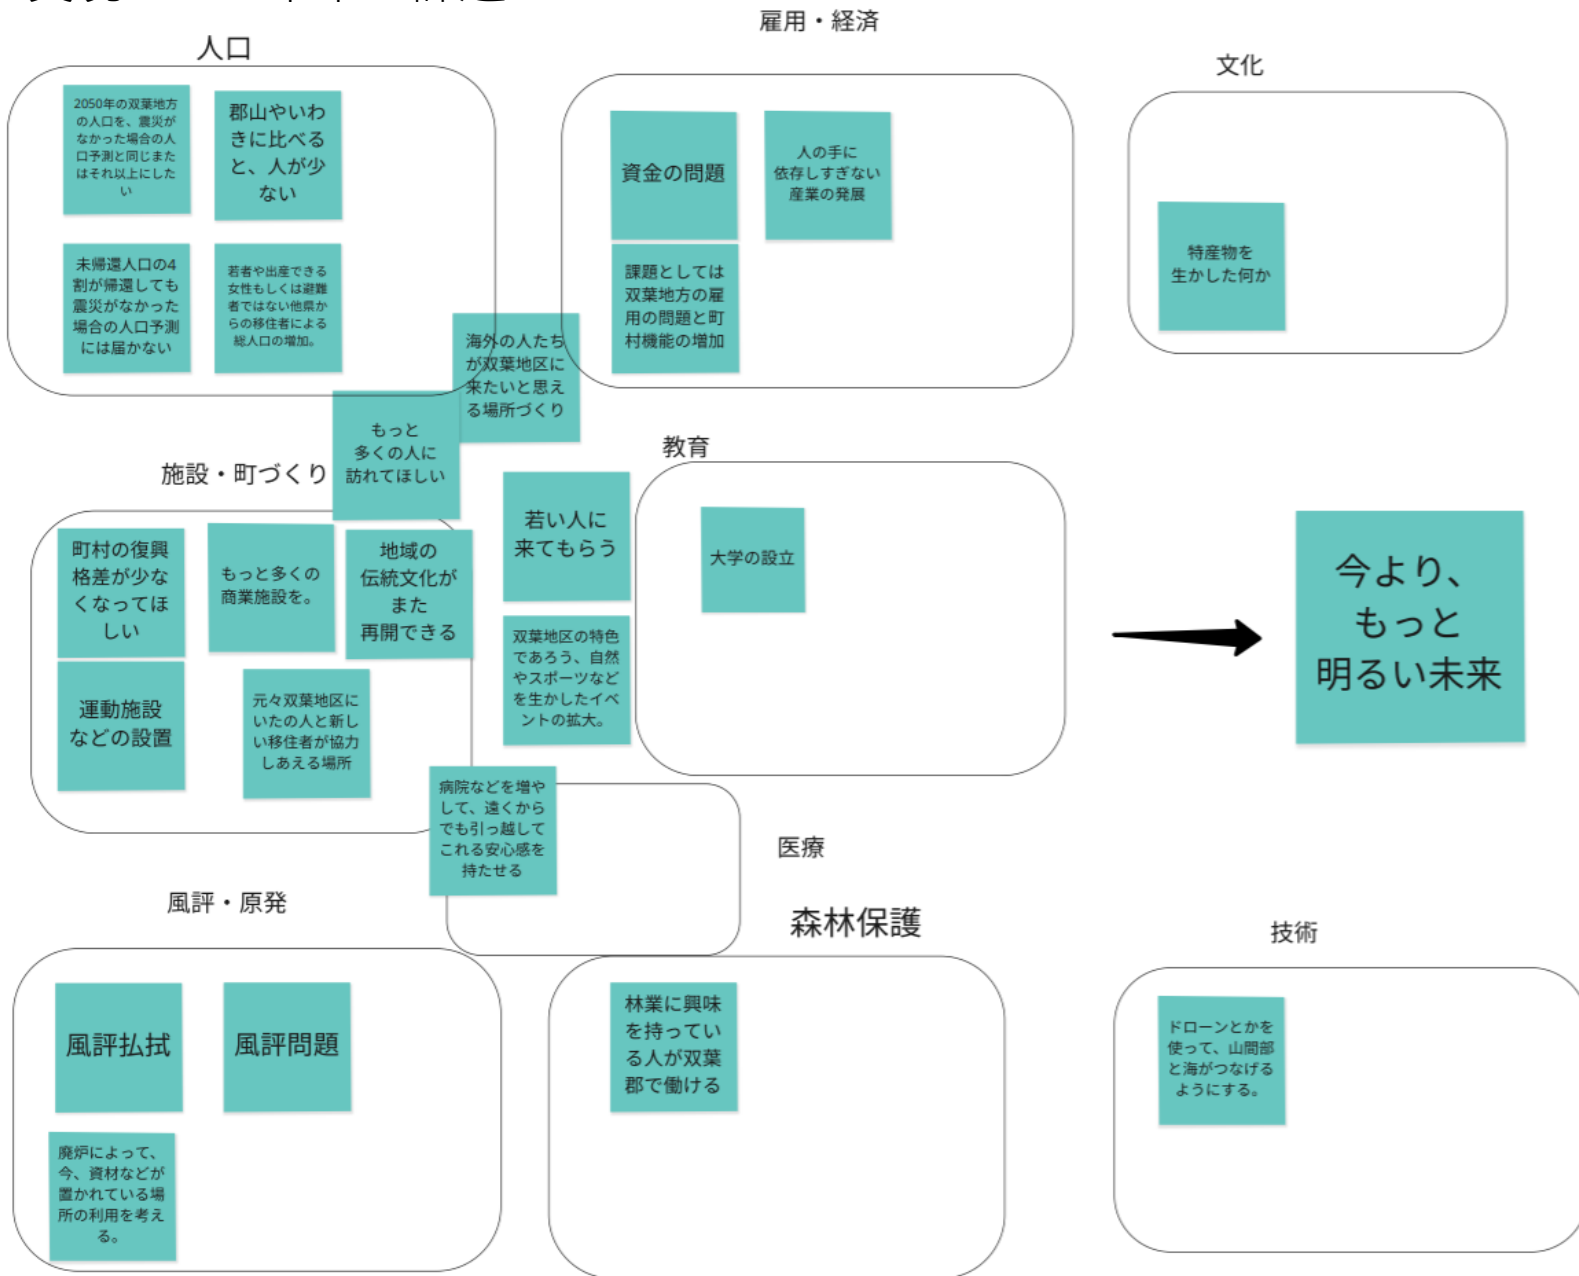 人口
2050年の双葉地方
の人口を、震災が
なかった場合の人
口予測と同じまた
はそれ以上にした
い
郡山やいわ
きに比べる
と、人が少
ない
未帰還人口の4
割が帰還しても
震災がなかった
場合の人口予測
には届かない
若者や出産できる
女性もしくは避難
者ではない他県か
らの移住者による
総人口の増加。
海外の人たち
が双葉地区に
来たいと思え
る場所づくり
もっと
多くの人に
訪れてほしい
雇用・経済
資金の問題
人の手に
依存しすぎない
産業の発展
課題としては
双葉地方の雇
用の問題と町
村機能の増加
文化
特産物を
生かした何か
施設・町づくり
町村の復興
格差が少な
くなってほ
しい
もっと多くの
商業施設を。
地域の
伝統文化が
また
再開できる
運動施設
などの設置
元々双葉地区に
いたの人と新し
い移住者が協力
しあえる場所
若い人に
来てもらう
双葉地区の特色
であろう、自然
やスポーツなど
を生かしたイベ
ントの拡大。
教育
大学の設立
今より、
もっと
明るい未来
医療
病院などを増や
して、遠くから
でも引っ越して
これる安心感を
持たせる
風評・原発
風評払拭
風評問題
廃炉によって、
今、資材などが
置かれている場
所の利用を考え
る。
森林保護
林業に興味
を持ってい
る人が双葉
郡で働ける
技術
ドローンとかを
使って、山間部
と海がつなげる
ようにする。